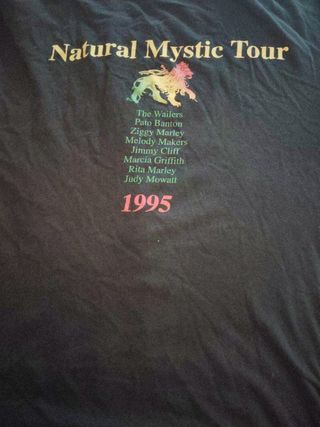 Natural Mystic Tour
The Wailers
Pato Banton
Ziggy Marley
Melody Makers
Jimmy Cliff
Marcia Griffith
Rita Marley
Judy Mowatt
1995